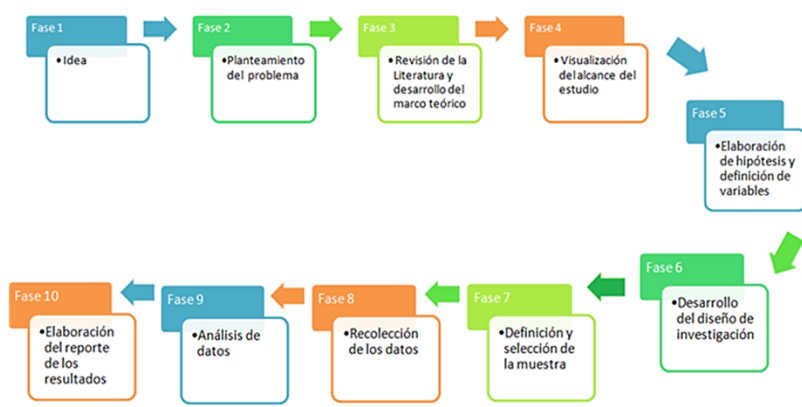 Fase 1
•Idea
Fase 2
•Planteamiento
del problema
Fase 3
•Revisión de la
Literatura y
desarrollo del
marco teórico
Fase 4
•Visualización
del alcance del
estudio
Fase 5
•Elaboración
de hipótesis y
definición de
variables
Fase 6
•Desarrollo
del diseño de
investigación
Fase 7
•Definición y
selección de
la muestra
Fase 8
•Recolección
de los datos
Fase 9
•Análisis de
datos
Fase 10
•Elaboración
del reporte
de los
resultados